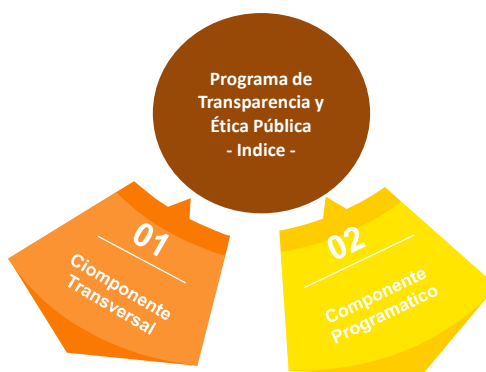 Programa de
Transparencia y
Ética Pública
- Indice -
01
Ciomponente
Transversal
02
Componente
Programatico